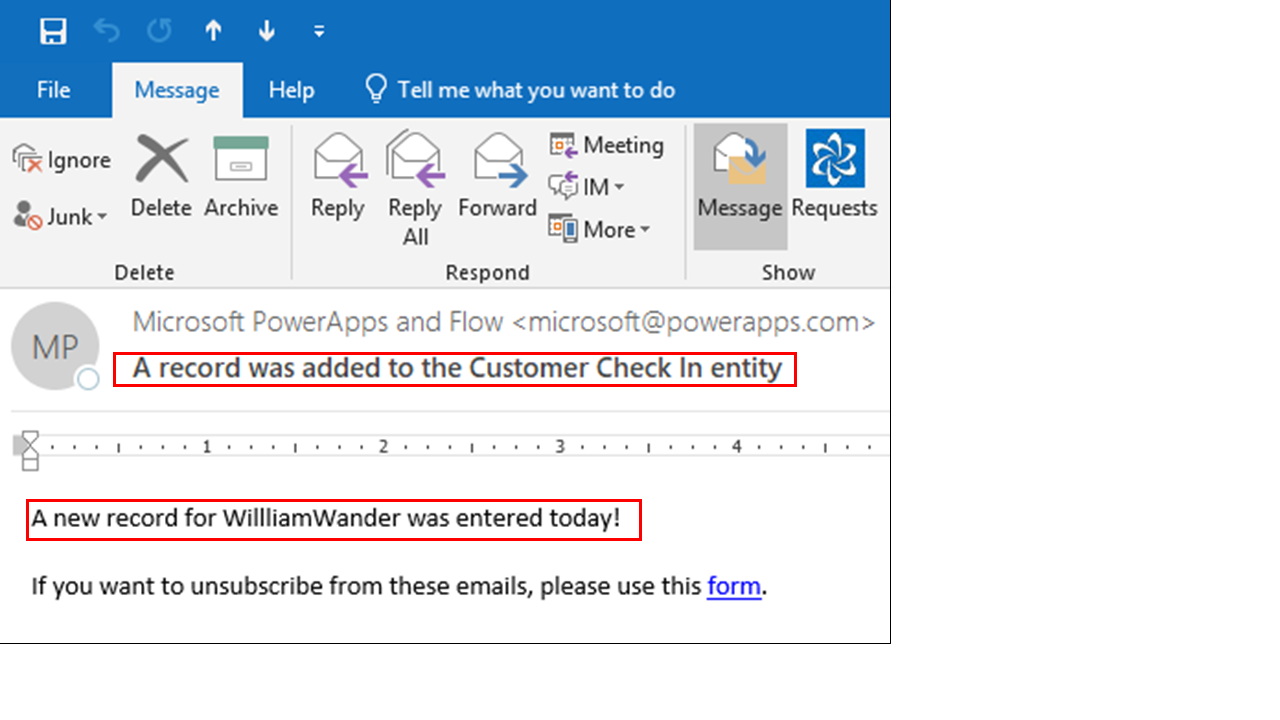 File Message Help Tell me what you want to do
Ignore
Junk
Delete Archive
Delete
Reply Reply All Forward
Meeting
IM
More
Respond
Message Requests
Show
MP
Microsoft PowerApps and Flow <microsoft@powerapps.com>
A record was added to the Customer Check In entity
1 2 3 4
A new record for WillliamWander was entered today!
If you want to unsubscribe from these emails, please use this form.